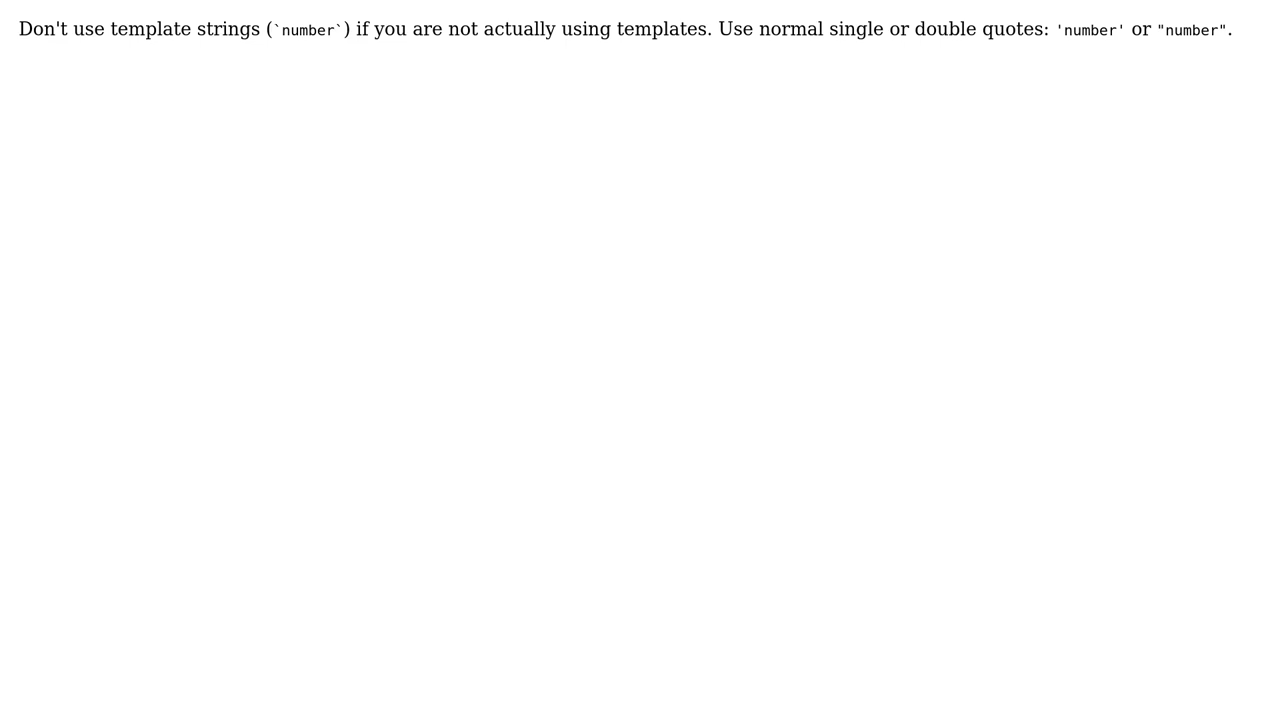 Don't use template strings (`number`) if you are not actually using templates. Use normal single or double quotes: 'number' or "number".